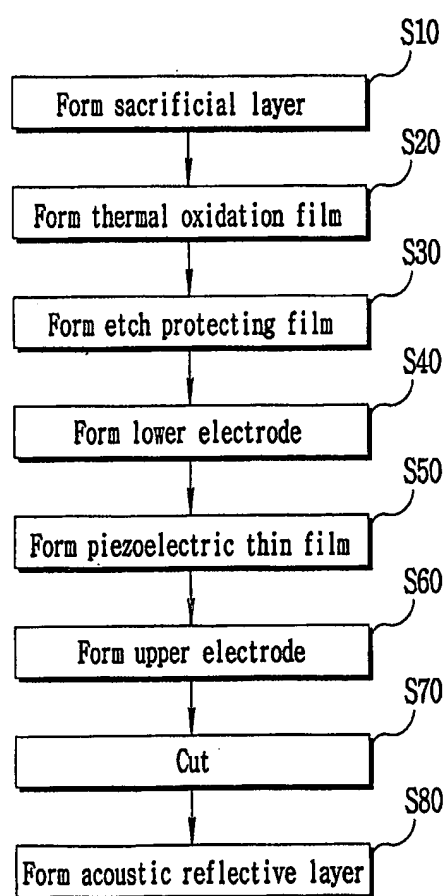 S10
Form sacrificial layer
S20
Form thermal oxidation film
S30
Form etch protecting film
S40
Form lower electrode
S50
Form piezoelectric thin film
S60
Form upper electrode
S70
Cut
S80
Form acoustic reflective layer